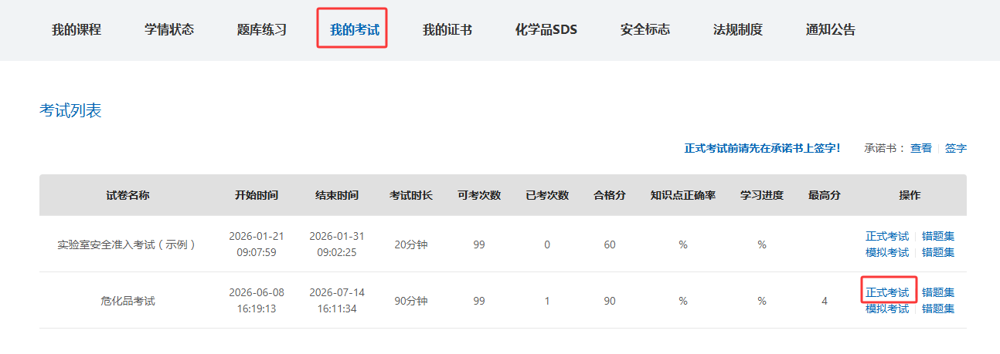 我的课程 学情状态 题库练习 我的考试 我的证书 化学品SDS 安全标志 法规制度 通知公告
考试列表
正式考试前请先在承诺书上签字! 承诺书： 查看 签字
试卷名称 开始时间 结束时间 考试时长 可考次数 已考次数 合格分 知识点正确率 学习进度 最高分 操作
实验室安全准入考试（示例） 2026-01-21 09:07:59 2026-01-31 09:02:25 20分钟 99 0 60 % % 正式考试 错题集
模拟考试 错题集
危化品考试 2026-06-08 16:19:13 2026-07-14 16:11:34 90分钟 99 1 90 % % 4 正式考试 错题集
模拟考试 错题集